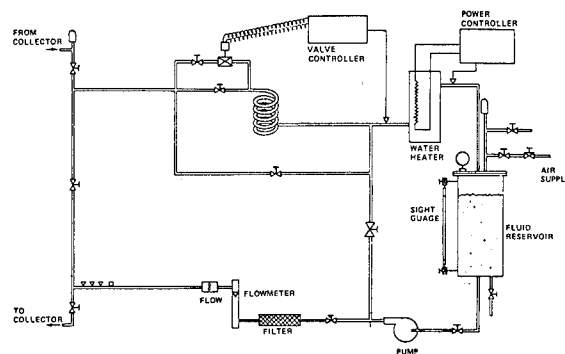 FROM
COLLECTOR
VALVE
CONTROLLER
POWER
CONTROLLER
WATER
HEATER
AIR
SUPPL
SIGHT
GUAGE
FLUID
RESERVOIR
FLOW
FLOWMETER
FILTER
PUMP
TO
COLLECTOR